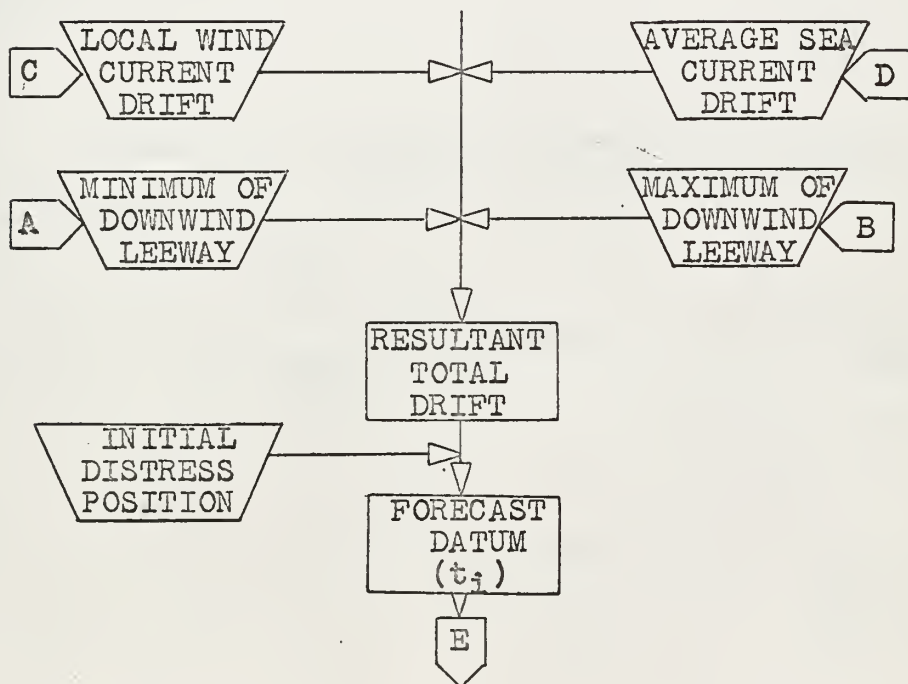 C
LOCAL WIND
CURRENT
DRIFT
AVERAGE SEA
CURRENT
DRIFT
D
A
MINIMUM OF
DOWNWIND
LEEWAY
MAXIMUM OF
DOWNWIND
LEEWAY
B
RESULTANT
TOTAL
DRIFT
INITIAL
DISTRESS
POSITION
FORECAST
DATUM
(tj)
E